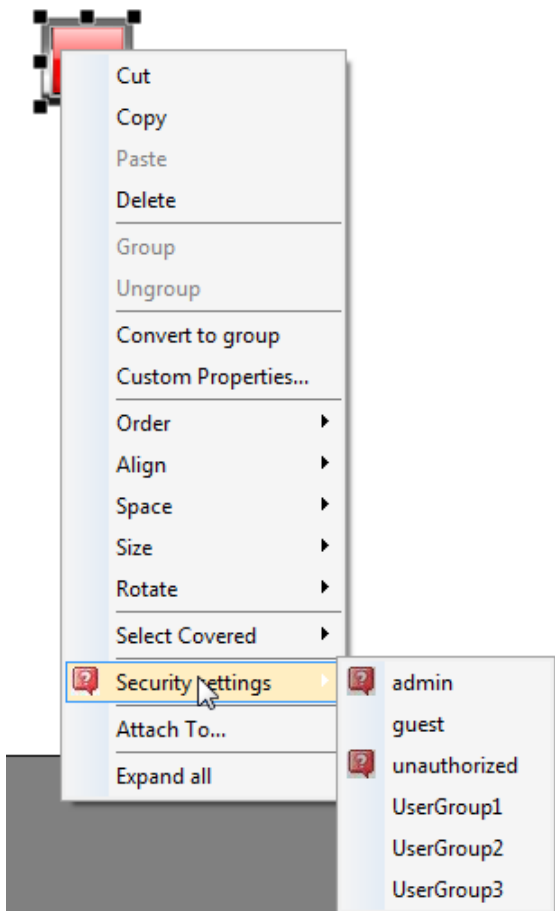 Cut
Copy
Paste
Delete
Group
Ungroup
Convert to group
Custom Properties...
Order
Align
Space
Size
Rotate
Select Covered
Security settings
Attach To...
Expand all
admin
guest
unauthorized
UserGroup1
UserGroup2
UserGroup3